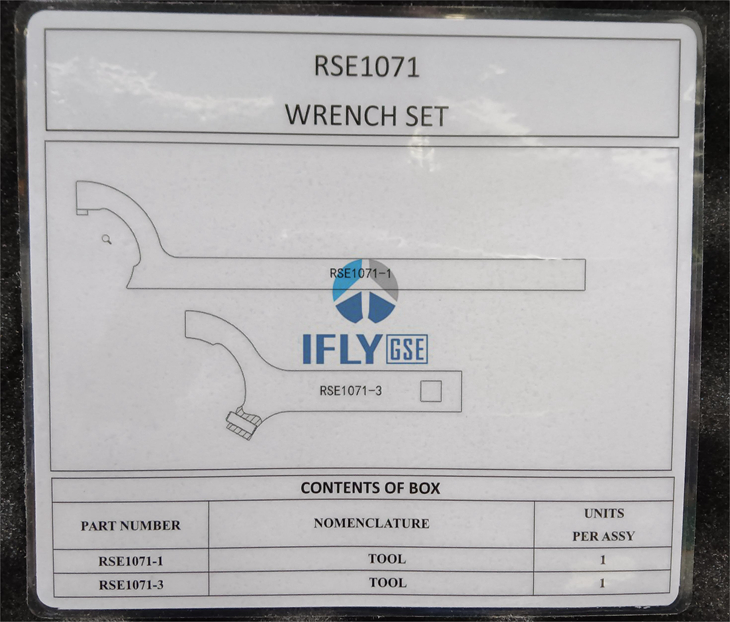 RSE1071
WRENCH SET
RSE1071-1
IFLY GSE
RSE1071-3
CONTENTS OF BOX
PART NUMBER NOMENCLATURE UNITS PER ASSY
RSE1071-1 TOOL 1
RSE1071-3 TOOL 1